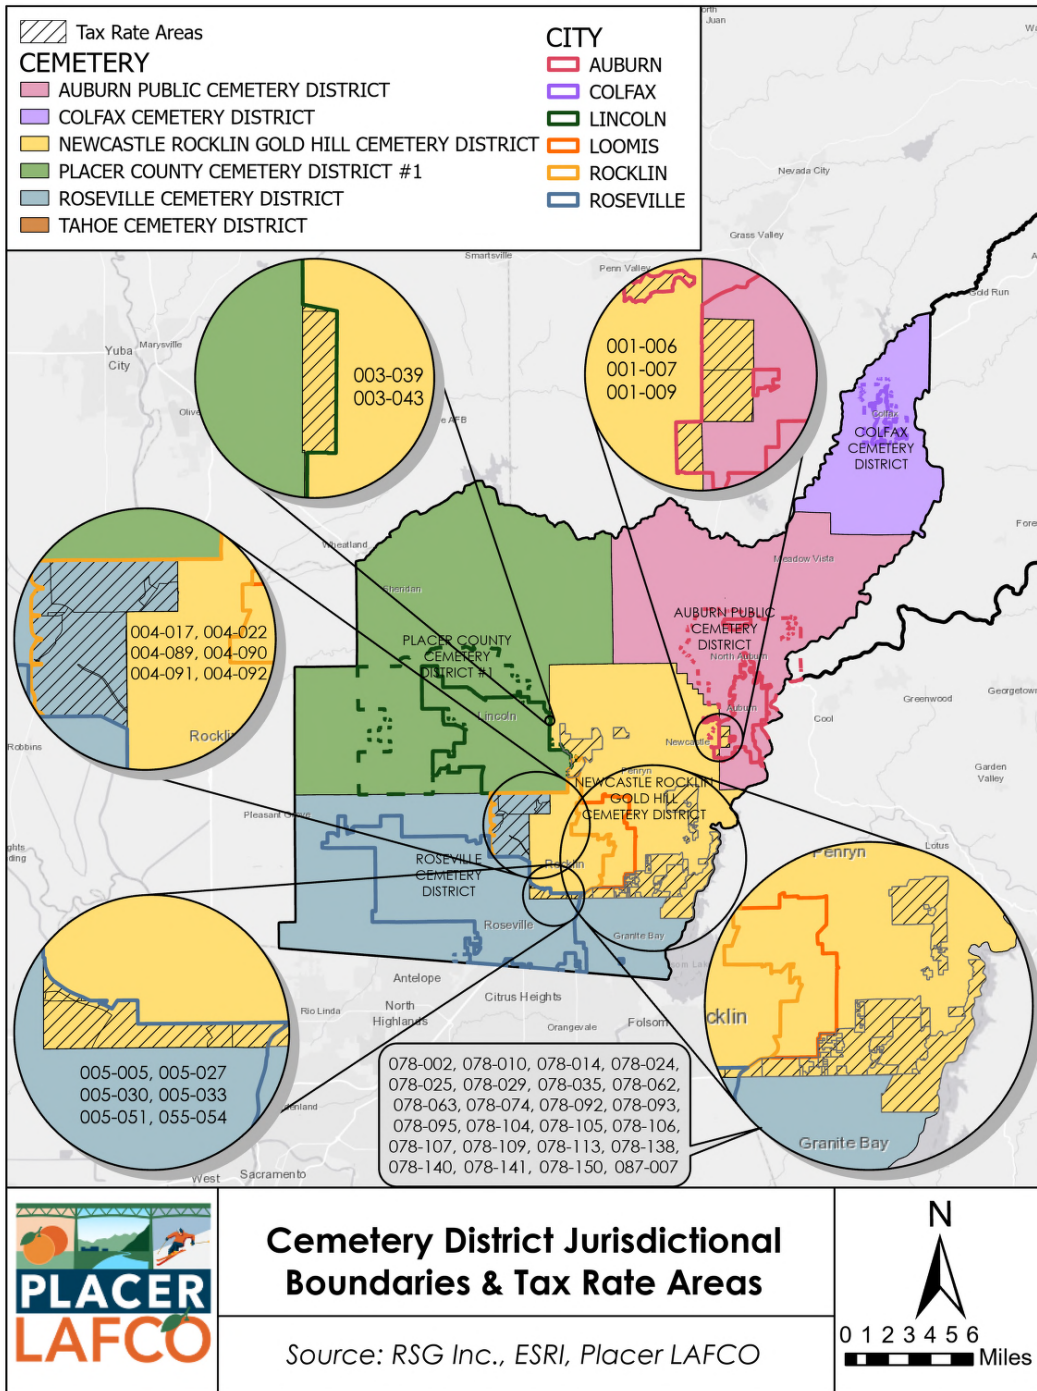 Tax Rate Areas
CEMETERY
AUBURN PUBLIC CEMETERY DISTRICT
COLFAX CEMETERY DISTRICT
NEWCASTLE ROCKLIN GOLD HILL CEMETERY DISTRICT
PLACER COUNTY CEMETERY DISTRICT #1
ROSEVILLE CEMETERY DISTRICT
TAHOE CEMETERY DISTRICT
CITY
AUBURN
COLFAX
LINCOLN
LOOMIS
ROCKLIN
ROSEVILLE
Juan
Nevada City
Grass Valley
Smartsville
Penn Valley
Gold Run
Yuba
City
Marysville
003-039
003-043
001-006
001-007
001-009
AFB
Colfax
COLFAX
CEMETERY
DISTRICT
Wheatland
Meadow Vista
Sheridan
AUBURN PUBLIC
CEMETERY
DISTRICT
North Auburn
PLACER COUNTY
CEMETERY
DISTRICT #1
004-017, 004-022
004-089, 004-090
004-091, 004-092
Rocklin
Robbins
Lincoln
Auburn
Newcastle
Cool
Greenwood
Georgetown
Garden
Valley
Penryn
NEWCASTLE ROCKLIN
GOLD HILL
CEMETERY DISTRICT
Pleasant Grove
ROSEVILLE
CEMETERY
DISTRICT
Rocklin
Roseville
Granite Bay
Lotus
Penryn
cklin
Granite Bay
Antelope
North
Highlands
Citrus Heights
Rio Linda
Orangevale
Folsom
005-005, 005-027
005-030, 005-033
005-051, 055-054
078-002, 078-010, 078-014, 078-024,
078-025, 078-029, 078-035, 078-062,
078-063, 078-074, 078-092, 078-093,
078-095, 078-104, 078-105, 078-106,
078-107, 078-109, 078-113, 078-138,
078-140, 078-141, 078-150, 087-007
West
Sacramento
PLACER
LAFCO
Cemetery District Jurisdictional
Boundaries & Tax Rate Areas
Source: RSG Inc., ESRI, Placer LAFCO
N
0 1 2 3 4 5 6
Miles